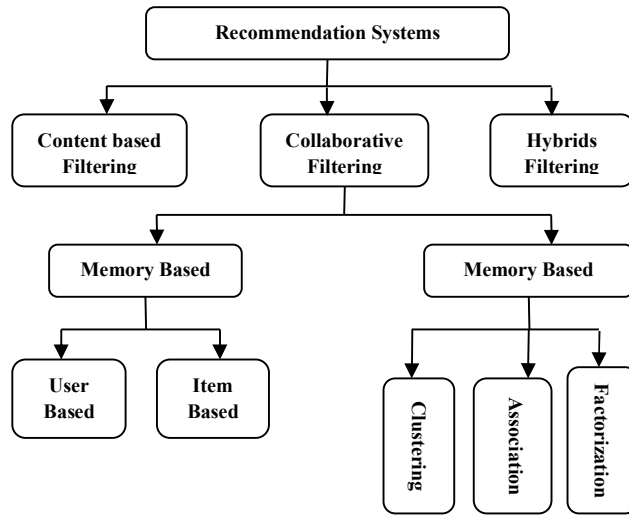 Recommendation Systems
Content based
Filtering
Collaborative
Filtering
Hybrids
Filtering
Memory Based
Memory Based
User
Based
Item
Based
Clustering
Association
Factorization